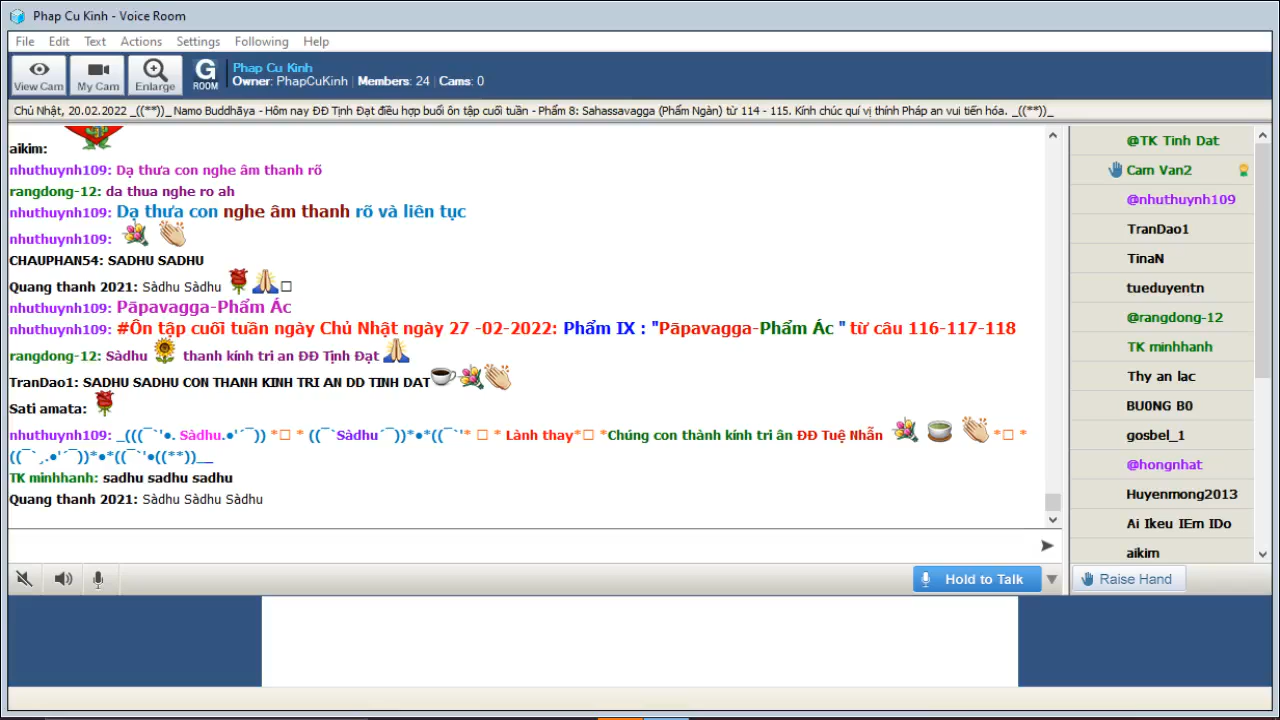 Phap Cu Kinh - Voice Room
File Edit Text Actions Settings Following Help
View Cam My Cam Enlarge G ROOM Phap Cu Kinh
Owner: PhapCuKinh | Members: 24 | Cams: 0
Chủ Nhật, 20.02.2022 _((**))_ Namo Buddhāya - Hôm nay ĐĐ Tịnh Đạt điều hợp buổi ôn tập cuối tuần - Phẩm 8: Sahassavagga (Phẩm Ngàn) từ 114 - 115. Kính chúc quí vị thính Pháp an vui tiến hóa. _((**))_
aikim:
nhuthuynh109: Dạ thưa con nghe âm thanh rõ
rangdong-12: da thua nghe ro ah
nhuthuynh109: Dạ thưa con nghe âm thanh rõ và liên tục
nhuthuynh109:
CHAUPHAN54: SADHU SADHU
Quang thanh 2021: Sàdhu Sàdhu
nhuthuynh109: Pāpavagga-Phẩm Ác
nhuthuynh109: #Ôn tập cuối tuần ngày Chủ Nhật ngày 27 -02-2022: Phẩm IX : "Pāpavagga-Phẩm Ác " từ câu 116-117-118
rangdong-12: Sàdhu thanh kính tri an ĐĐ Tịnh Đạt
TranDao1: SADHU SADHU CON THANH KINH TRI AN DD TINH DAT
Sati amata:
nhuthuynh109: _(((¯`'●. Sàdhu.●'´¯)) *□ * ((¯`Sàdhu´¯))*●*((¯`'* □ * Lành thay*□ *Chúng con thành kính tri ân ĐĐ Tuệ Nhẫn *□ *
((¯`¸.●'´¯))*●*((¯`'●((**))__
TK minhhanh: sadhu sadhu sadhu
Quang thanh 2021: Sàdhu Sàdhu Sàdhu
Hold to Talk
@TK Tinh Dat
Cam Van2
@nhuthuynh109
TranDao1
TinaN
tueduyentn
@rangdong-12
TK minhhanh
Thy an lac
BU0NG B0
gosbel_1
@hongnhat
Huyenmong2013
Ai Ikeu IEm IDo
aikim
Raise Hand